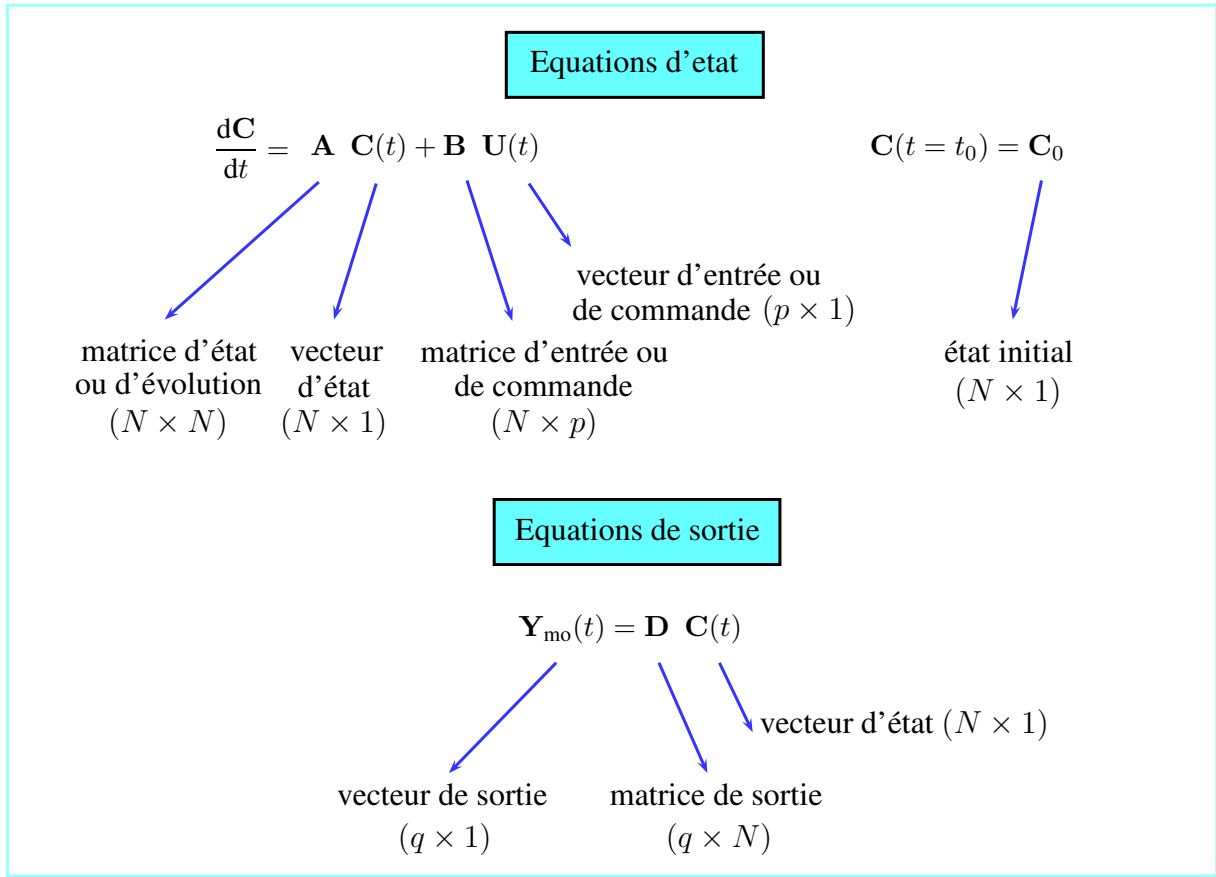 Equations d'etat
dC/dt = A C(t) + B U(t)
C(t = t₀) = C₀
vecteur d'entrée ou
de commande (p × 1)
matrice d'état
ou d'évolution
(N × N)
vecteur
d'état
(N × 1)
matrice d'entrée ou
de commande
(N × p)
état initial
(N × 1)
Equations de sortie
Yₘₒ(t) = D C(t)
vecteur d'état (N × 1)
vecteur de sortie
(q × 1)
matrice de sortie
(q × N)